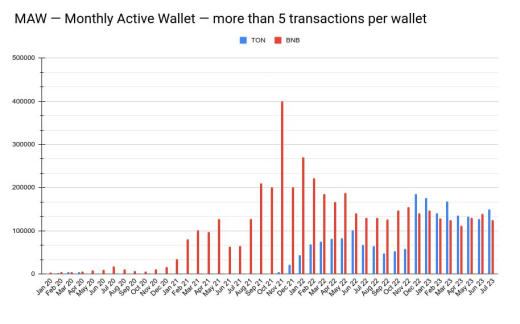 MAW — Monthly Active Wallet — more than 5 transactions per wallet
TON BNB
500000
400000
300000
200000
100000
0
Jan 20 Feb 20 Mar 20 Apr 20 May 20 Jun 20 Jul 20 Aug 20 Sep 20 Oct 20 Nov 20 Dec 20 Jan 21 Feb 21 Mar 21 Apr 21 May 21 Jun 21 Jul 21 Aug 21 Sep 21 Oct 21 Nov 21 Dec 21 Jan 22 Feb 22 Mar 22 Apr 22 May 22 Jun 22 Jul 22 Aug 22 Sep 22 Oct 22 Nov 22 Dec 22 Jan 23 Feb 23 Mar 23 Apr 23 May 23 Jun 23 Jul 23